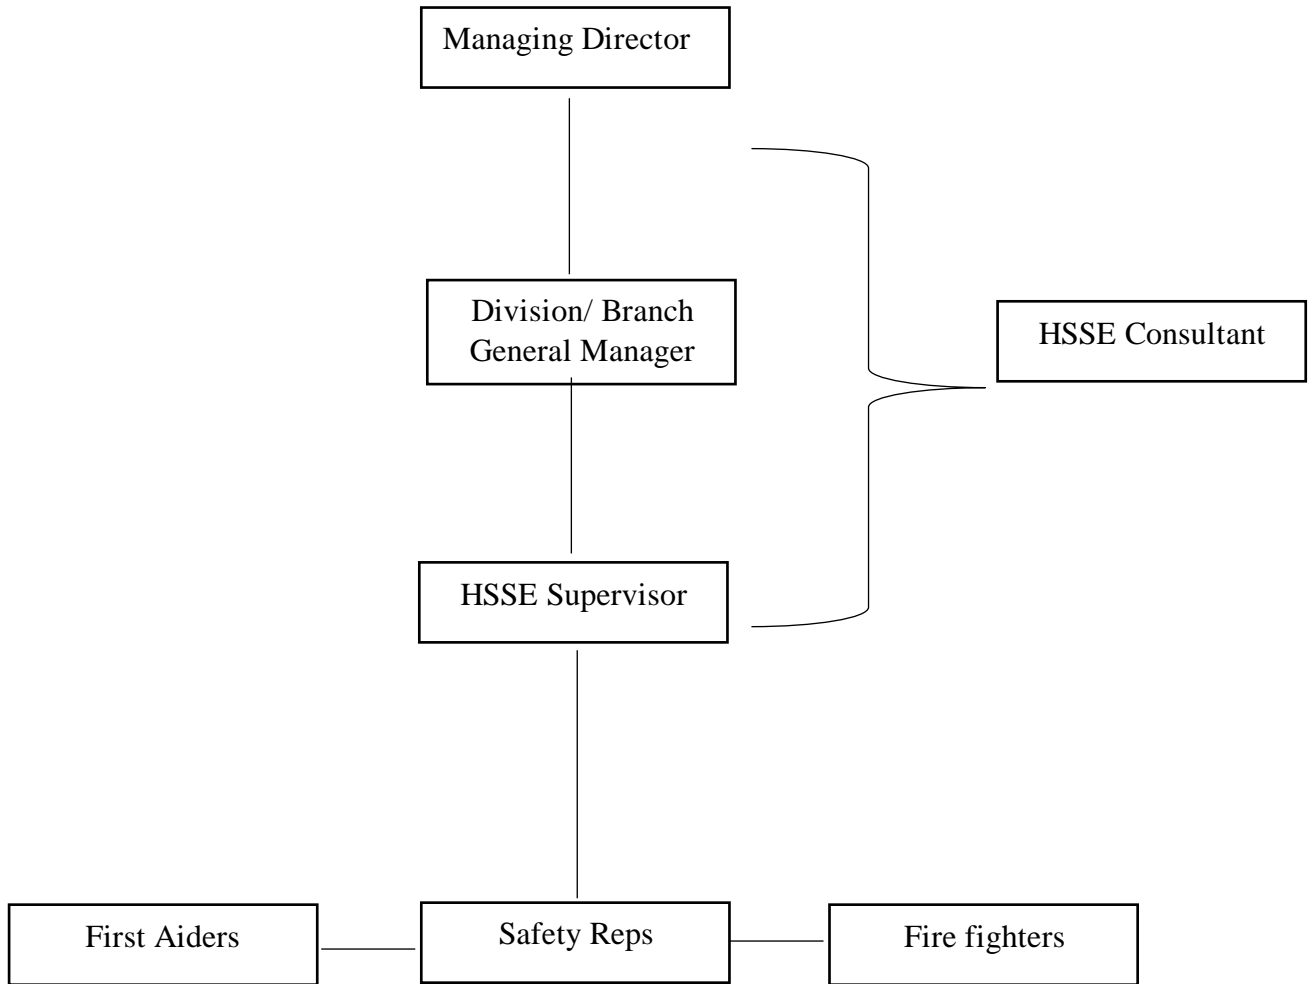 Managing Director
Division/ Branch
General Manager
HSSE Consultant
HSSE Supervisor
First Aiders
Safety Reps
Fire fighters